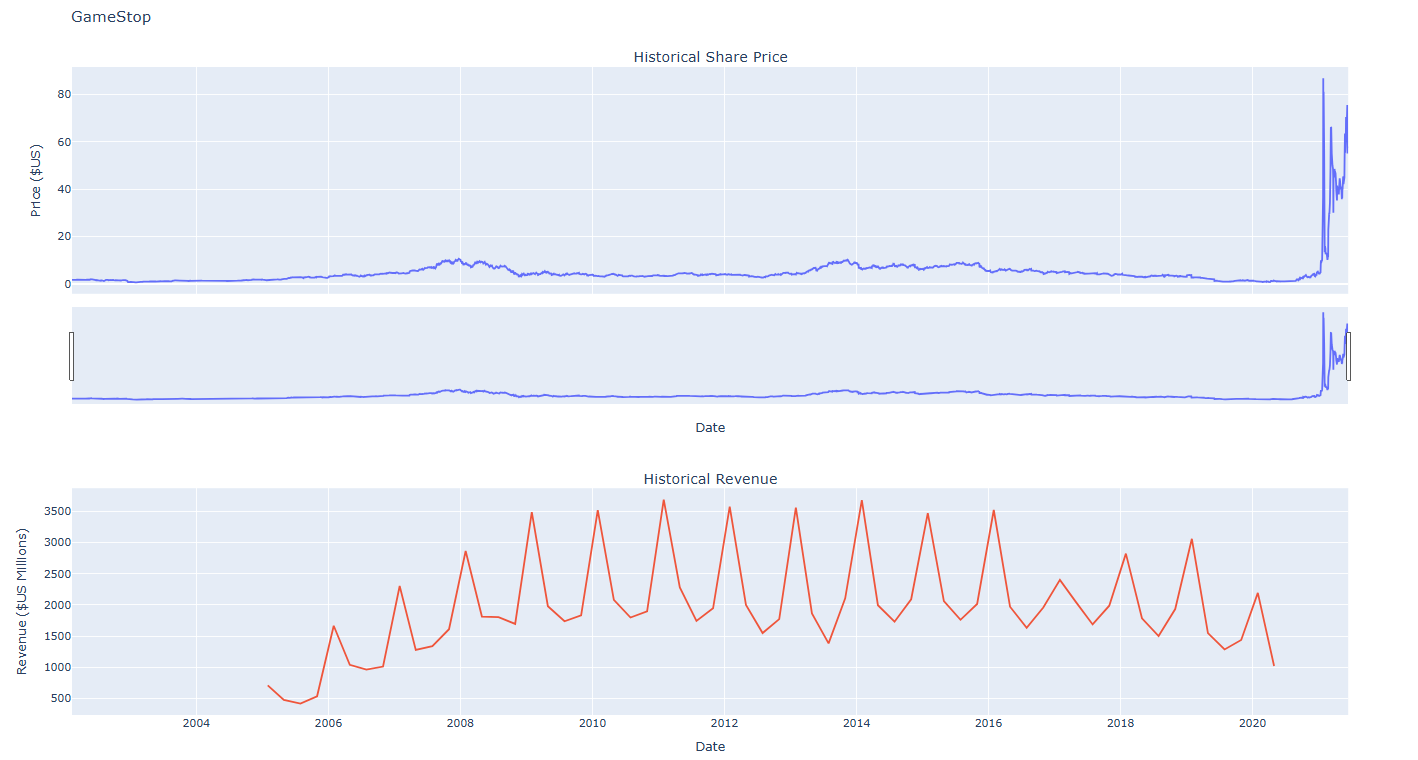 GameStop
Historical Share Price
Price ($US)
80
60
40
20
0
Date
Historical Revenue
Revenue ($US Millions)
3500
3000
2500
2000
1500
1000
500
2004 2006 2008 2010 2012 2014 2016 2018 2020
Date